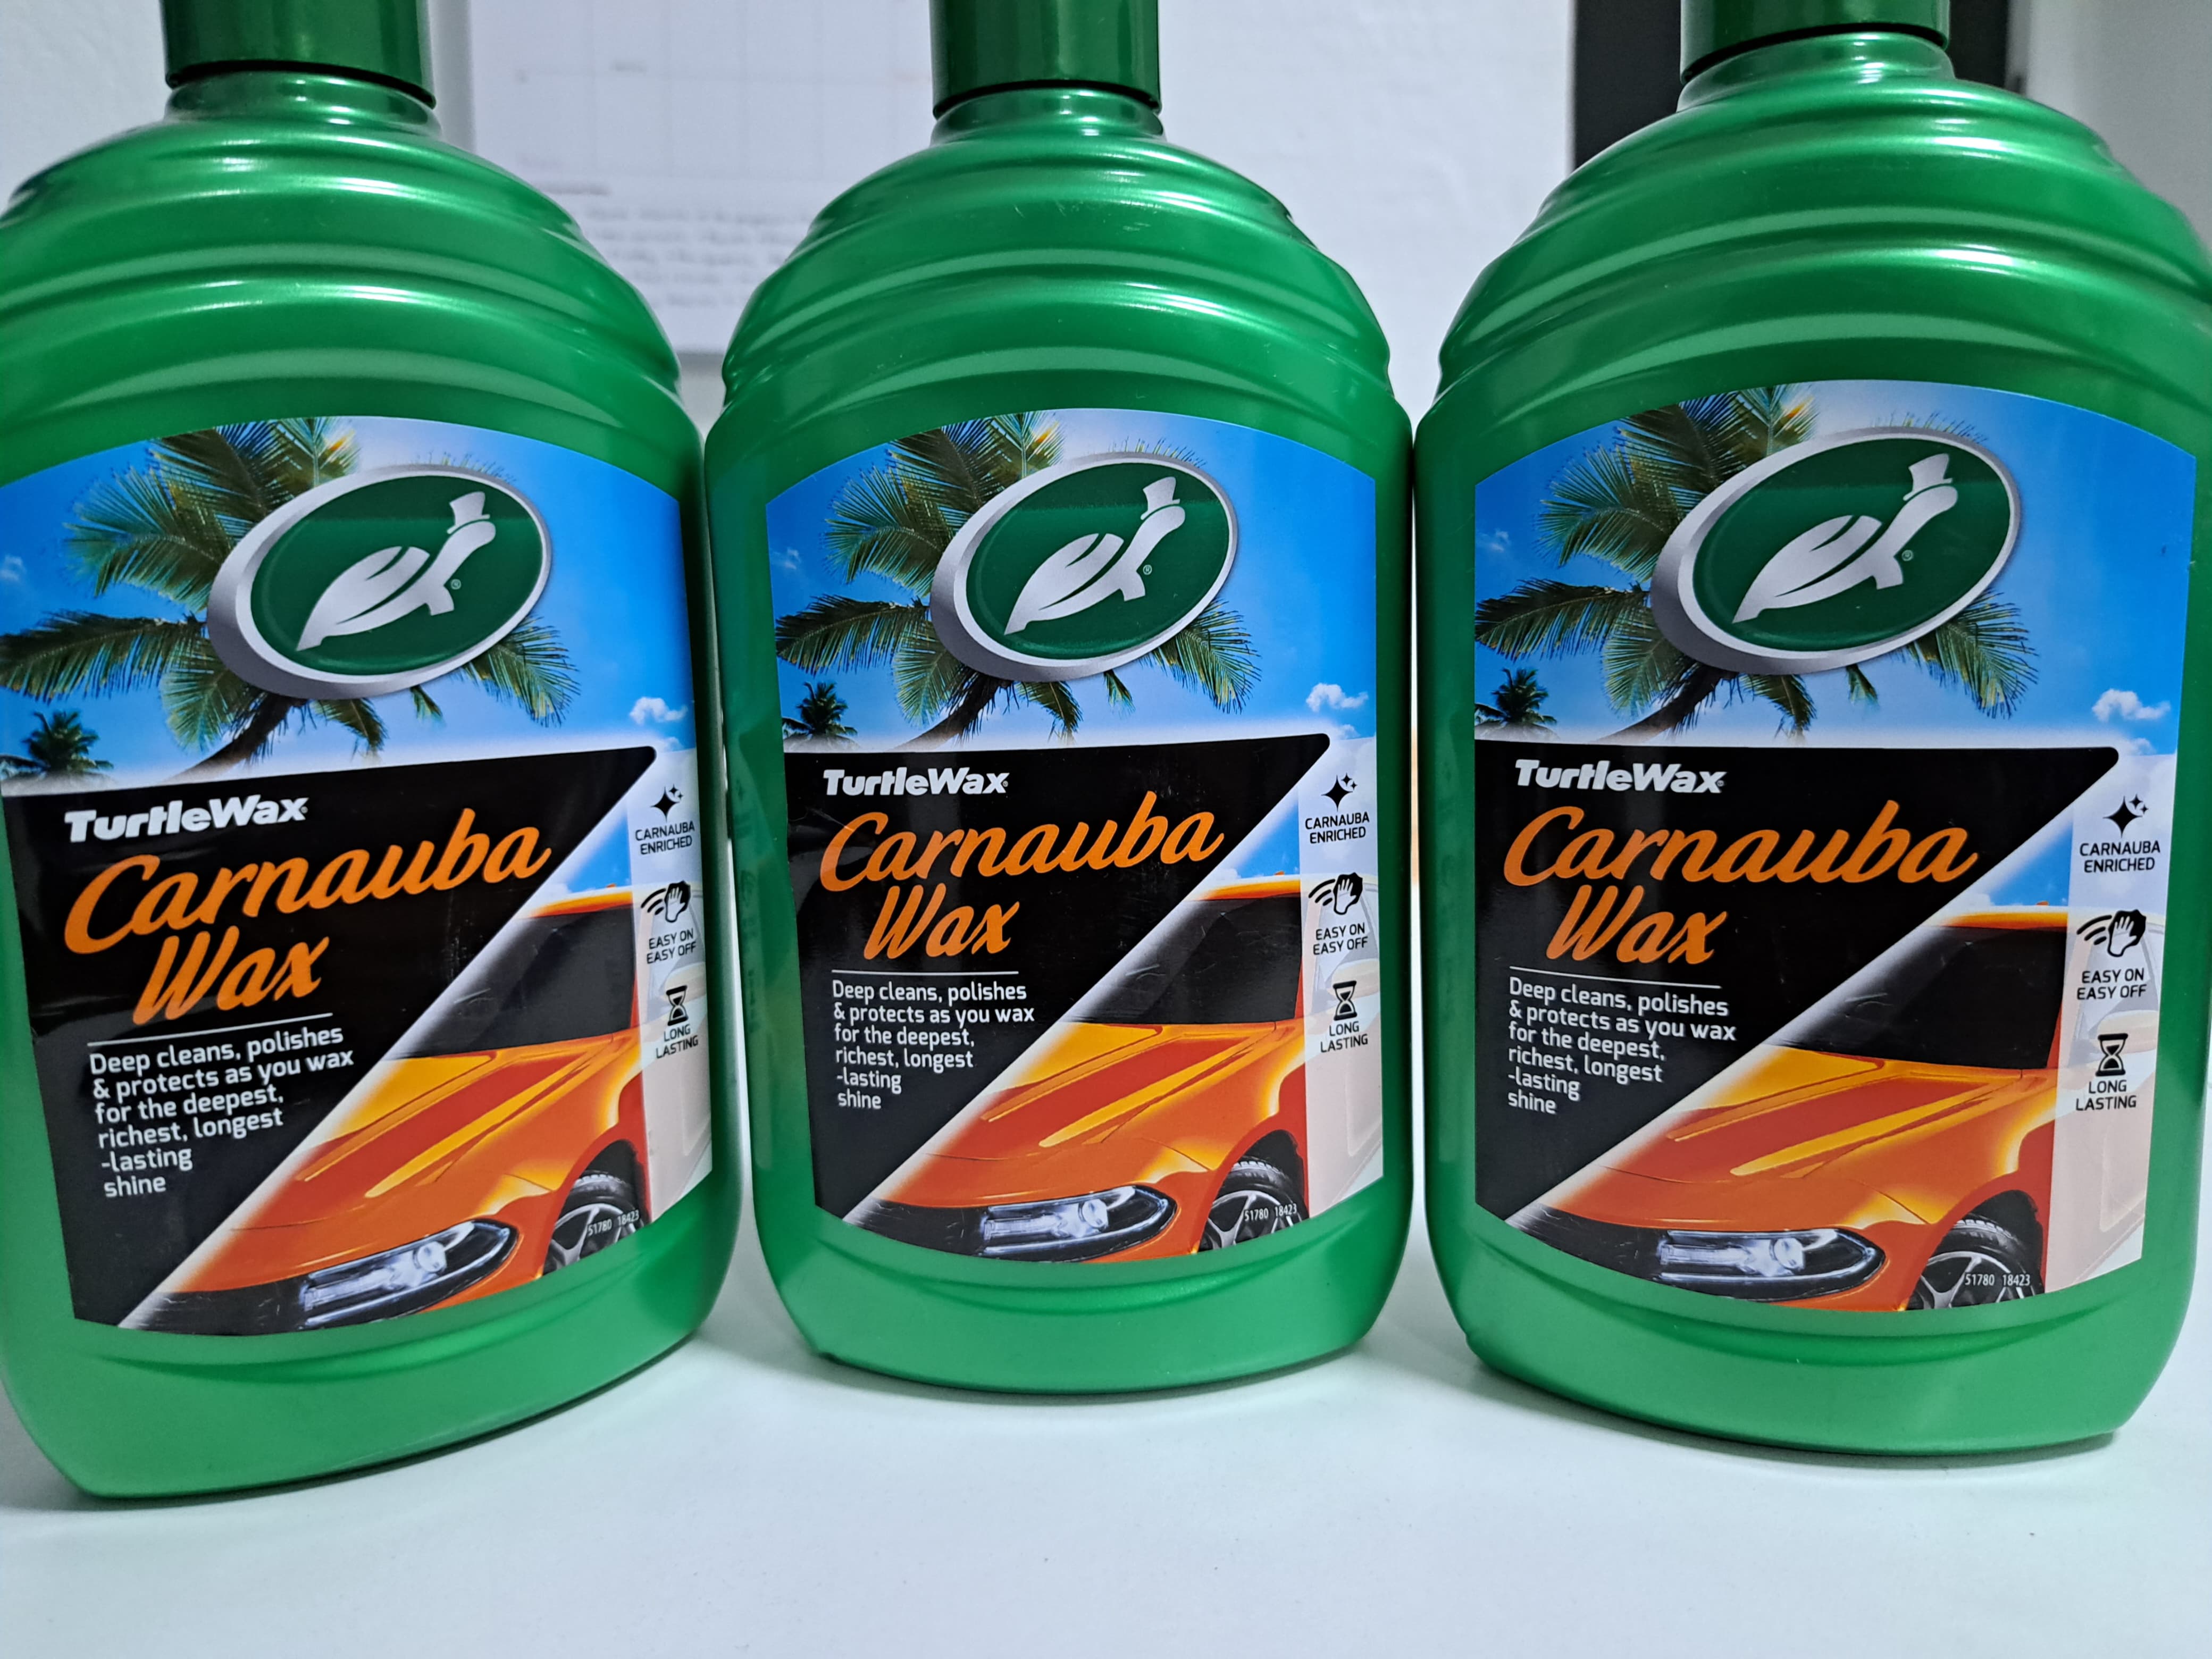 TurtleWax
Carnauba
Wax
Deep cleans, polishes
& protects as you wax
for the deepest,
richest, longest
-lasting
shine
CARNAUBA
ENRICHED
EASY ON
EASY OFF
LONG
LASTING
51780 18423
®
TurtleWax
Carnauba
Wax
Deep cleans, polishes
& protects as you wax
for the deepest,
richest, longest
-lasting
shine
CARNAUBA
ENRICHED
EASY ON
EASY OFF
LONG
LASTING
51780 18423
®
TurtleWax
Carnauba
Wax
Deep cleans, polishes
& protects as you wax
for the deepest,
richest, longest
-lasting
shine
CARNAUBA
ENRICHED
EASY ON
EASY OFF
LONG
LASTING
51780 18423
®